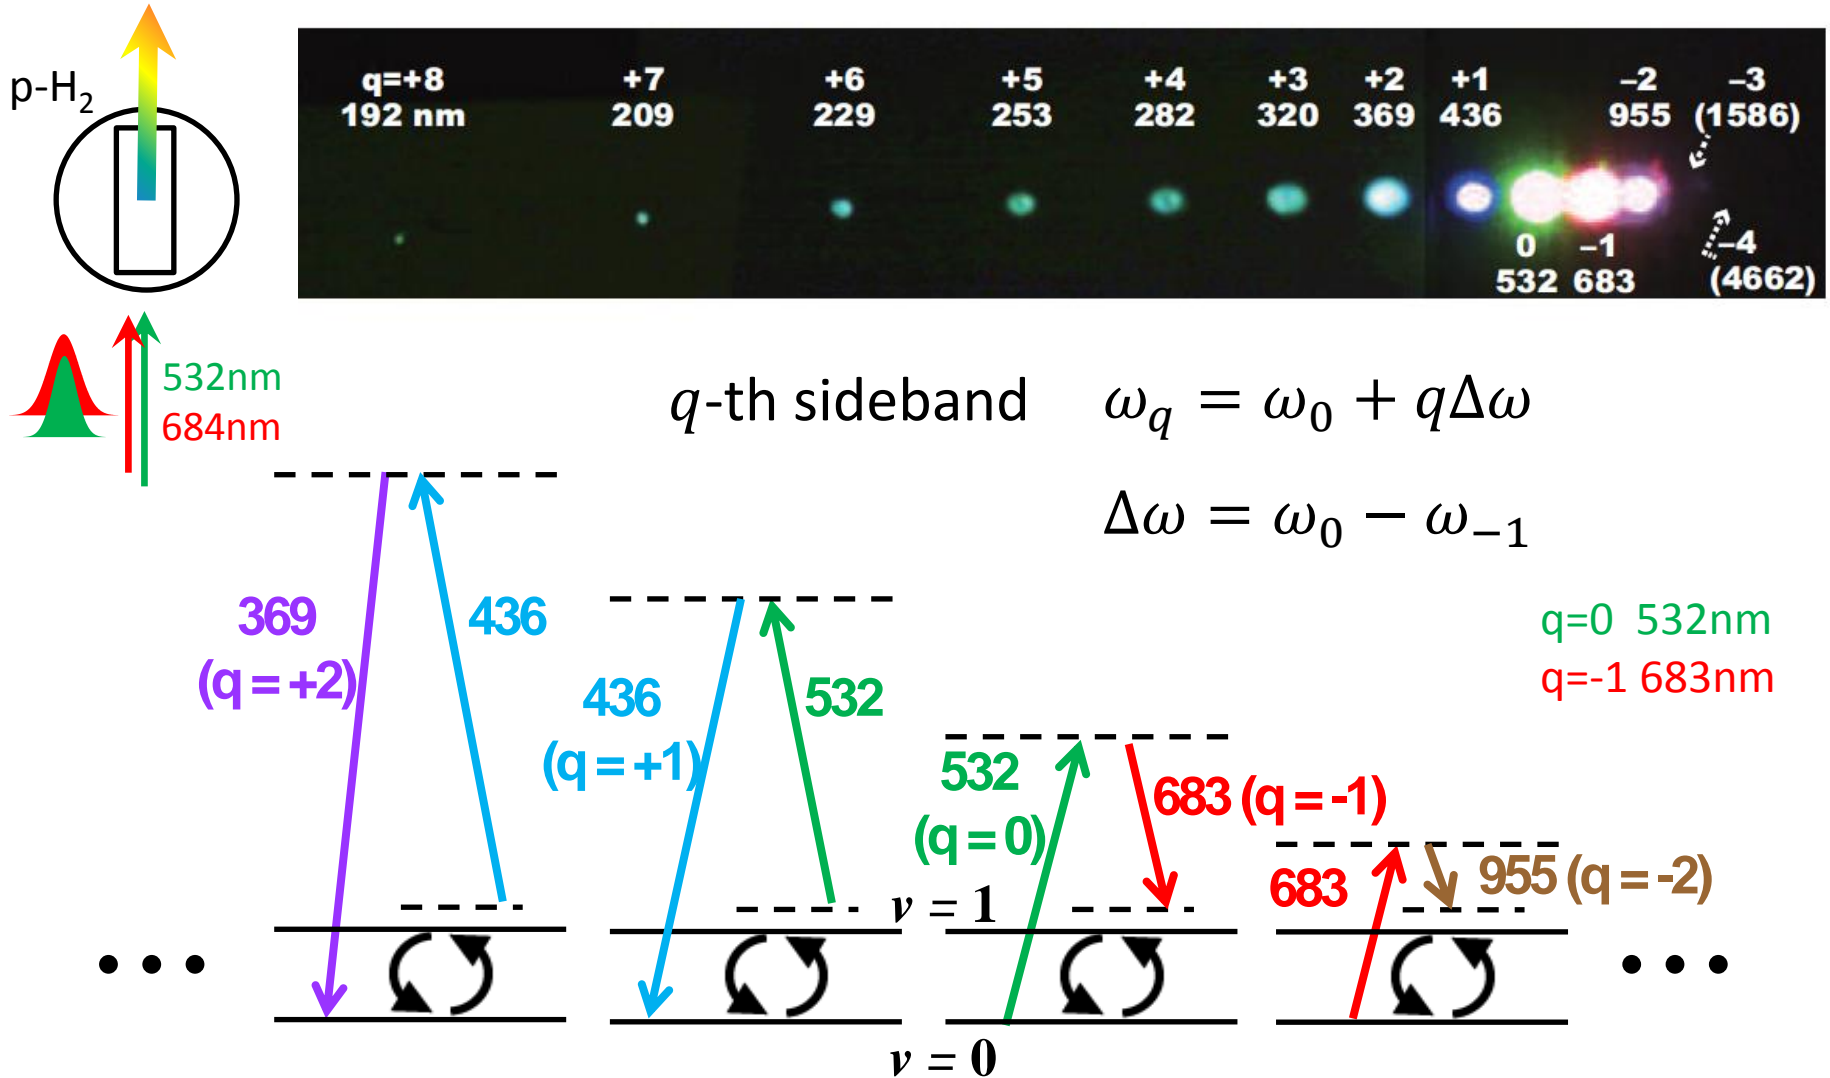 p-H₂
q=+8 +7 +6 +5 +4 +3 +2 +1 –2 –3
192 nm 209 229 253 282 320 369 436 955 (1586)
0 –1 –4
532 683 (4662)
532nm
684nm
q-th sideband ω_q = ω₀ + qΔω
Δω = ω₀ − ω₋₁
q=0 532nm
q=-1 683nm
369
(q = +2)
436
436
(q = +1)
532
532
(q = 0)
683 (q = -1)
683
955 (q = -2)
v = 1
v = 0